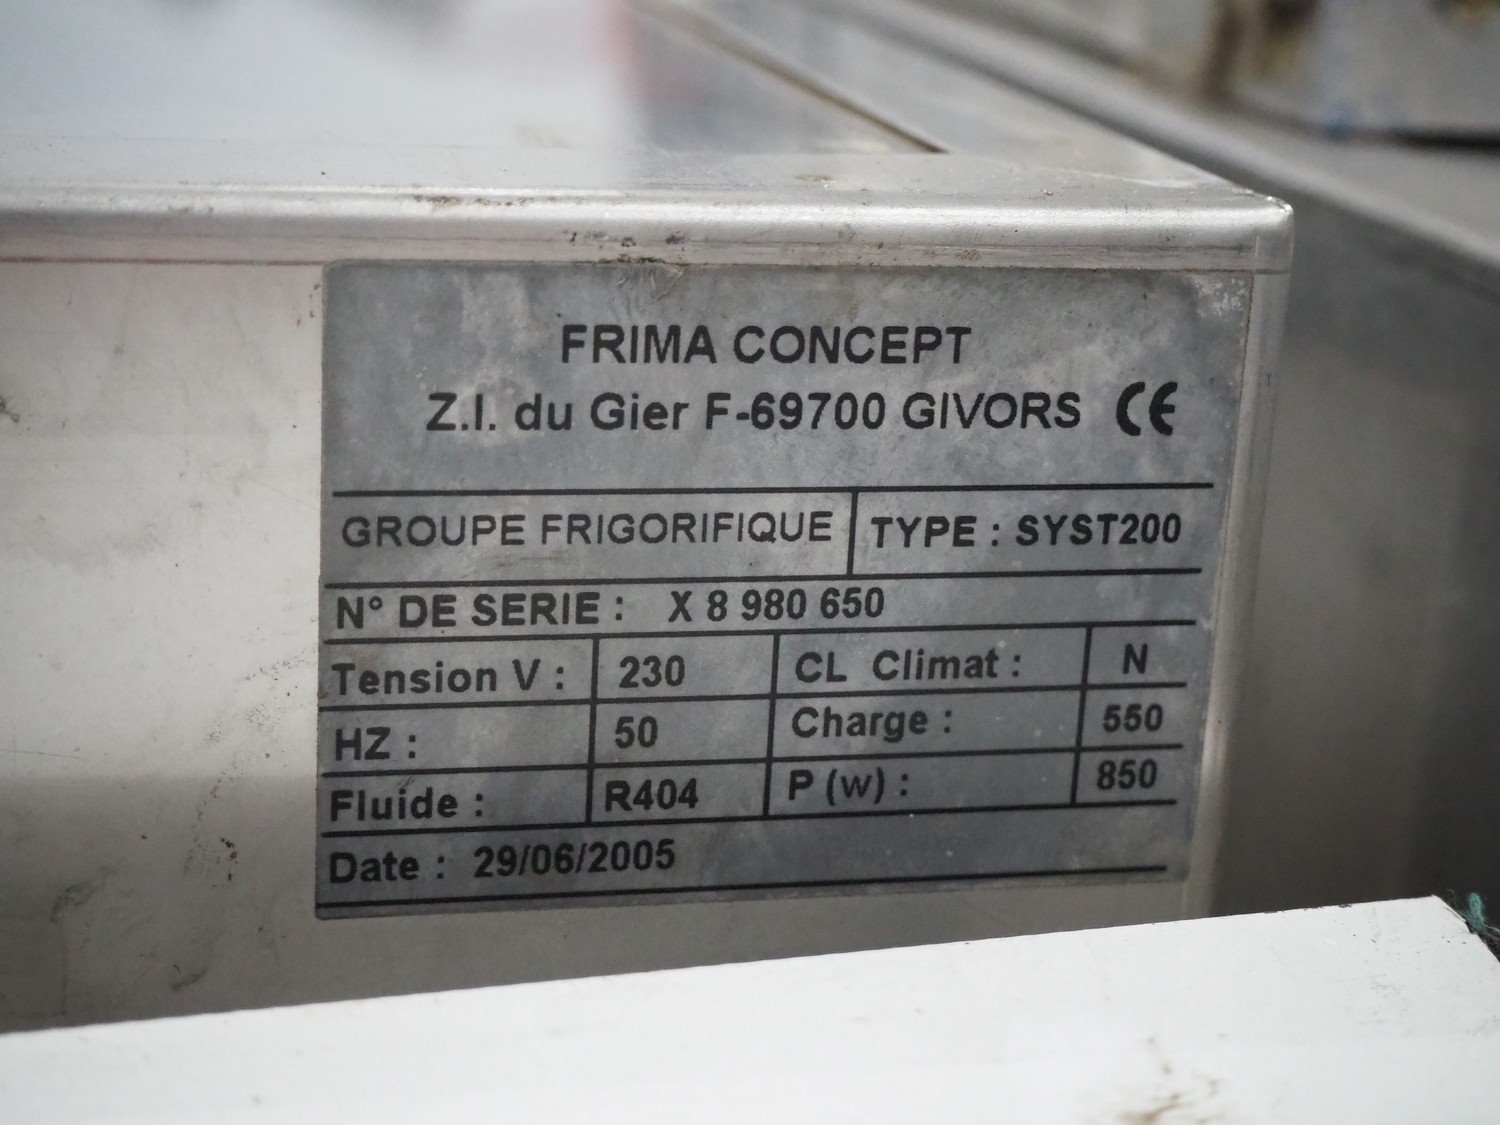 FRIMA CONCEPT
Z.I. du Gier F-69700 GIVORS CE
GROUPE FRIGORIFIQUE TYPE : SYST200
N° DE SERIE : X 8 980 650
Tension V : 230 CL Climat : N
HZ : 50 Charge : 550
Fluide : R404 P (w) : 850
Date : 29/06/2005